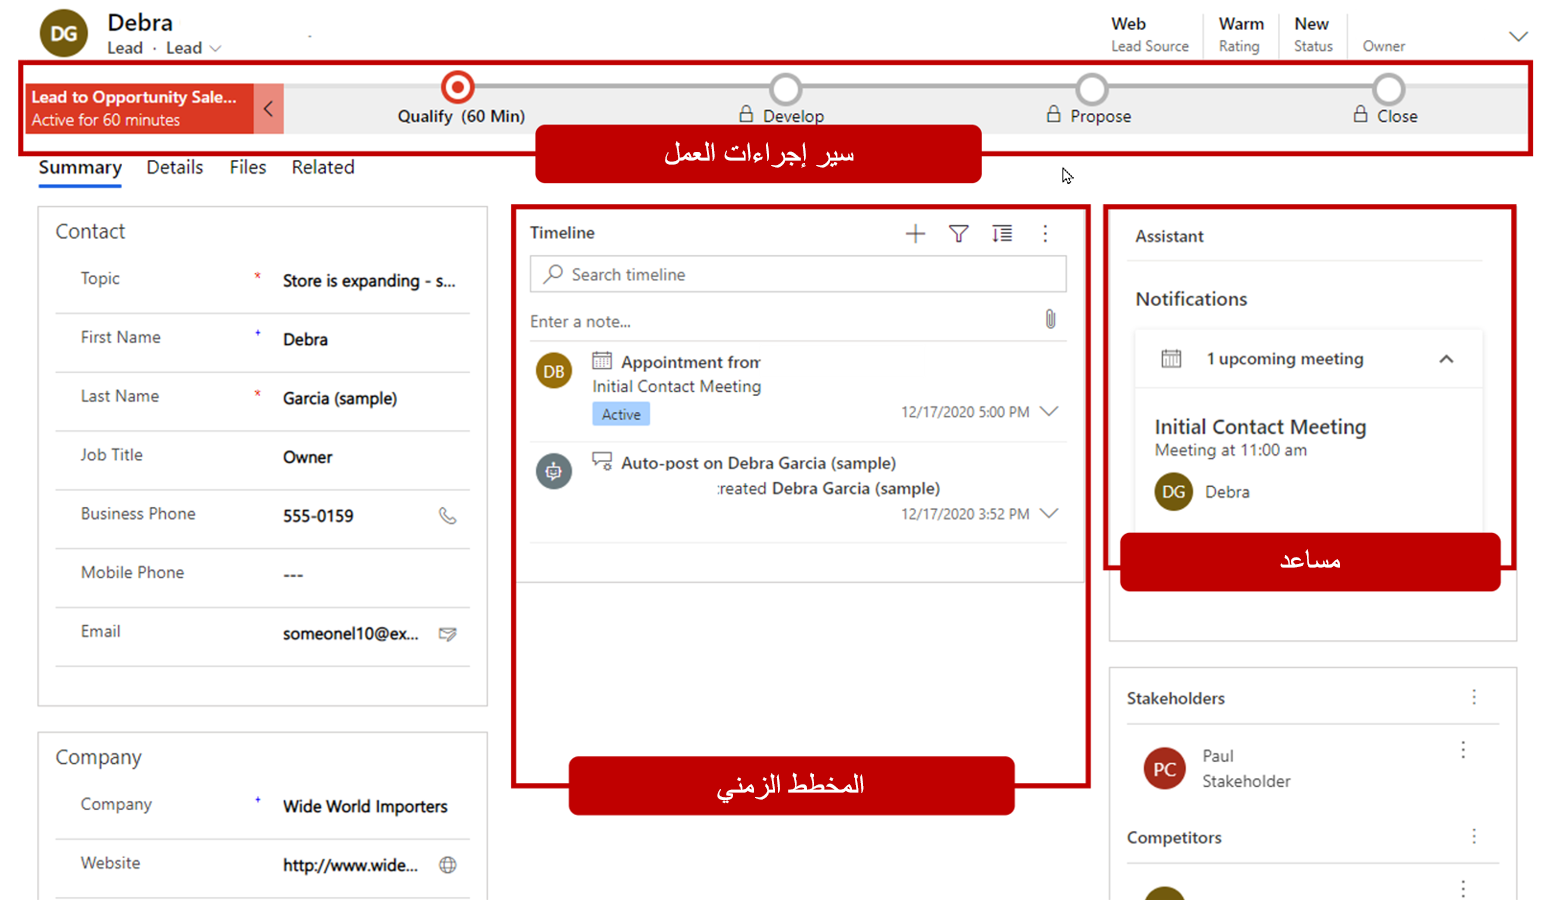 DG
Debra
Lead · Lead
Web
Lead Source
Warm
Rating
New
Status
Owner
Lead to Opportunity Sale...
Active for 60 minutes
Qualify (60 Min)
Develop
Propose
Close
سير إجراءات العمل
Summary Details Files Related
Contact
Topic * Store is expanding - s...
First Name + Debra
Last Name * Garcia (sample)
Job Title Owner
Business Phone 555-0159
Mobile Phone ---
Email someonel10@ex...
Company
Company + Wide World Importers
Website http://www.wide...
Timeline
Search timeline
Enter a note...
DB
Appointment from
Initial Contact Meeting
Active
12/17/2020 5:00 PM
Auto-post on Debra Garcia (sample)
reated Debra Garcia (sample)
12/17/2020 3:52 PM
المخطط الزمني
Assistant
Notifications
1 upcoming meeting
Initial Contact Meeting
Meeting at 11:00 am
DG Debra
مساعد
Stakeholders
PC
Paul
Stakeholder
Competitors